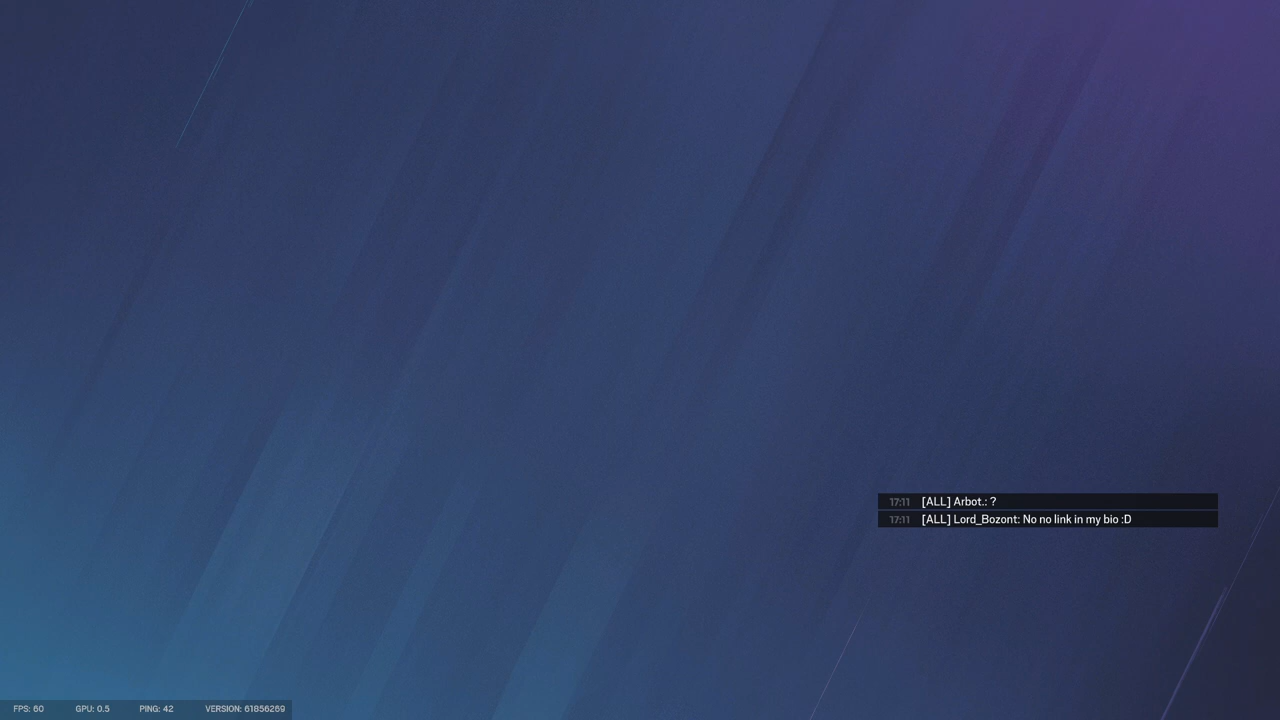 17:11 [ALL] Arbot.: ?
17:11 [ALL] Lord_Bozont: No no link in my bio :D
FPS: 60 GPU: 0.5 PING: 42 VERSION: 61856269